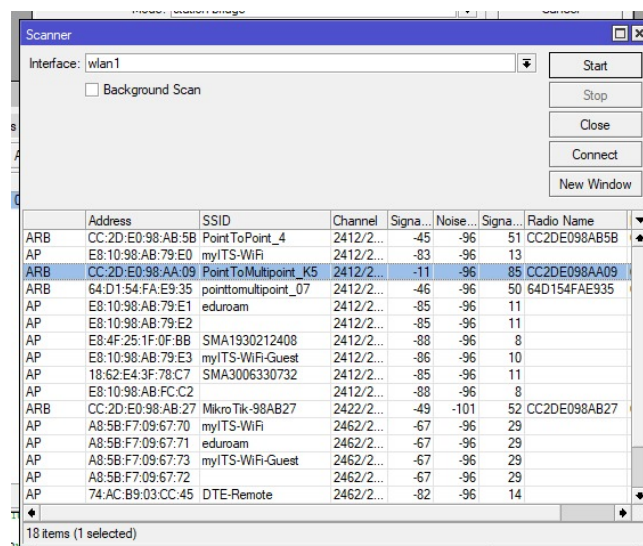 Mode: station bridge Cancel
Scanner
Interface: wlan1 Start
Background Scan Stop
Close
Connect
New Window
Address SSID Channel Signa... Noise... Signa... Radio Name
ARB CC:2D:E0:98:AB:5B PointToPoint_4 2412/2... -45 -96 51 CC2DE098AB5B
AP E8:10:98:AB:79:E0 myITS-WiFi 2412/2... -83 -96 13
ARB CC:2D:E0:98:AA:09 PointToMultipoint_K5 2412/2... -11 -96 85 CC2DE098AA09
ARB 64:D1:54:FA:E9:35 pointtomultipoint_07 2412/2... -46 -96 50 64D154FAE935
AP E8:10:98:AB:79:E1 eduroam 2412/2... -85 -96 11
AP E8:10:98:AB:79:E2 2412/2... -85 -96 11
AP E8:4F:25:1F:0F:BB SMA1930212408 2412/2... -88 -96 8
AP E8:10:98:AB:79:E3 myITS-WiFi-Guest 2412/2... -86 -96 10
AP 18:62:E4:3F:78:C7 SMA3006330732 2412/2... -85 -96 11
AP E8:10:98:AB:FC:C2 2412/2... -88 -96 8
ARB CC:2D:E0:98:AB:27 MikroTik-98AB27 2422/2... -49 -101 52 CC2DE098AB27
AP A8:5B:F7:09:67:70 myITS-WiFi 2462/2... -67 -96 29
AP A8:5B:F7:09:67:71 eduroam 2462/2... -67 -96 29
AP A8:5B:F7:09:67:73 myITS-WiFi-Guest 2462/2... -67 -96 29
AP A8:5B:F7:09:67:72 2462/2... -67 -96 29
AP 74:AC:B9:03:CC:45 DTE-Remote 2462/2... -82 -96 14
18 items (1 selected)